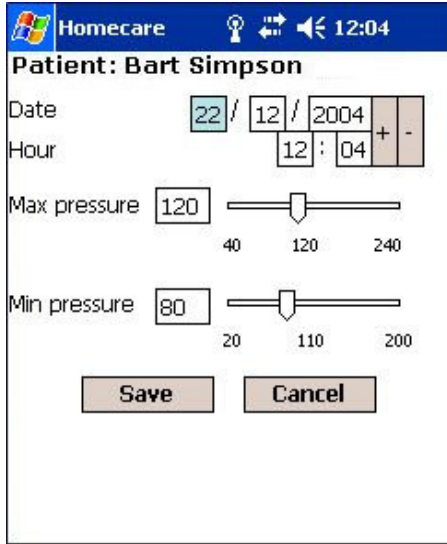 Homecare 12:04
Patient: Bart Simpson
Date 22 / 12 / 2004 + -
Hour 12 : 04
Max pressure 120
40 120 240
Min pressure 80
20 110 200
Save Cancel